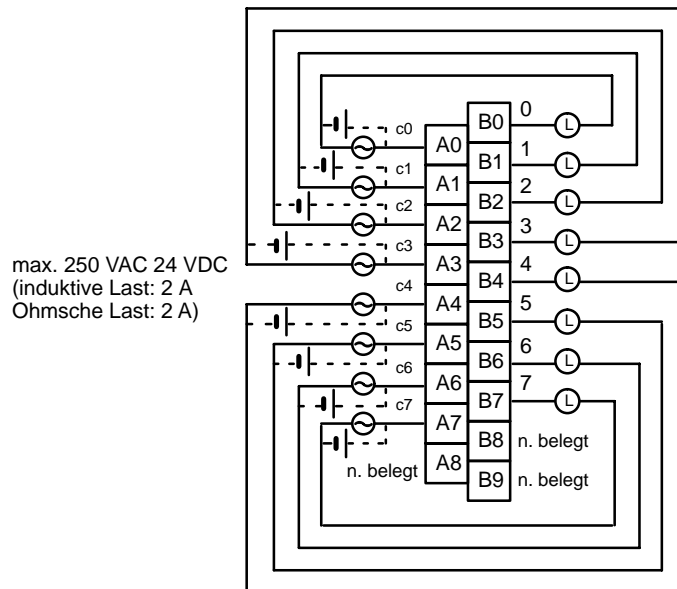 c0
B0
0
L
A0
c1
B1
1
L
A1
c2
B2
2
L
A2
c3
B3
3
L
A3
c4
B4
4
L
A4
c5
B5
5
L
A5
c6
B6
6
L
A6
c7
B7
7
L
A7
B8
n. belegt
n. belegt
A8
B9
n. belegt
max. 250 VAC 24 VDC
(induktive Last: 2 A
Ohmsche Last: 2 A)